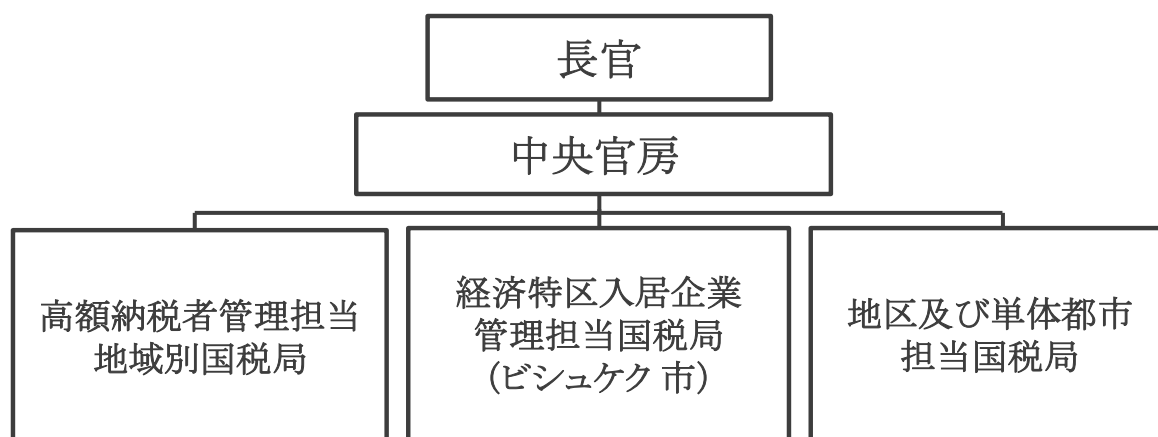 長官
中央官房
高額納税者管理担当
地域別国税局
経済特区入居企業
管理担当国税局
(ビシュケク 市)
地区及び単体都市
担当国税局